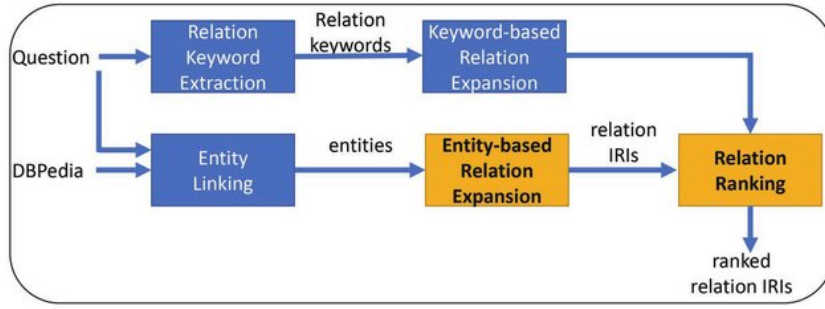 Question
Relation
Keyword
Extraction
Relation
keywords
Keyword-based
Relation
Expansion
DBPedia
Entity
Linking
entities
Entity-based
Relation
Expansion
relation
IRIs
Relation
Ranking
ranked
relation IRIs